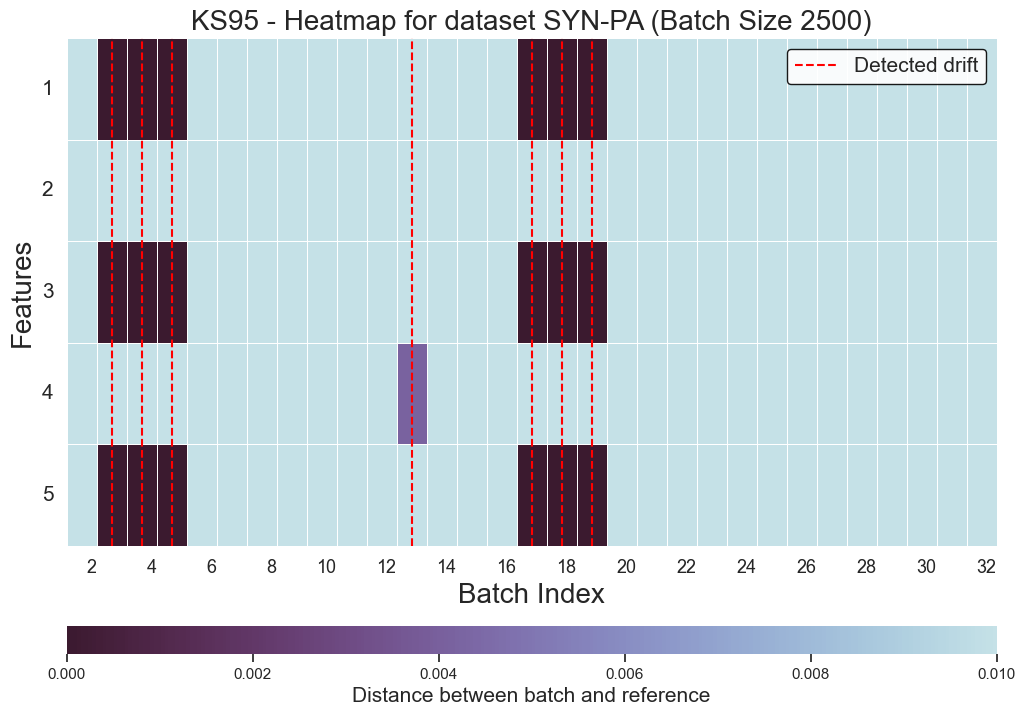 KS95 - Heatmap for dataset SYN-PA (Batch Size 2500)
Detected drift
Features
1
2
3
4
5
2 4 6 8 10 12 14 16 18 20 22 24 26 28 30 32
Batch Index
0.000 0.002 0.004 0.006 0.008 0.010
Distance between batch and reference